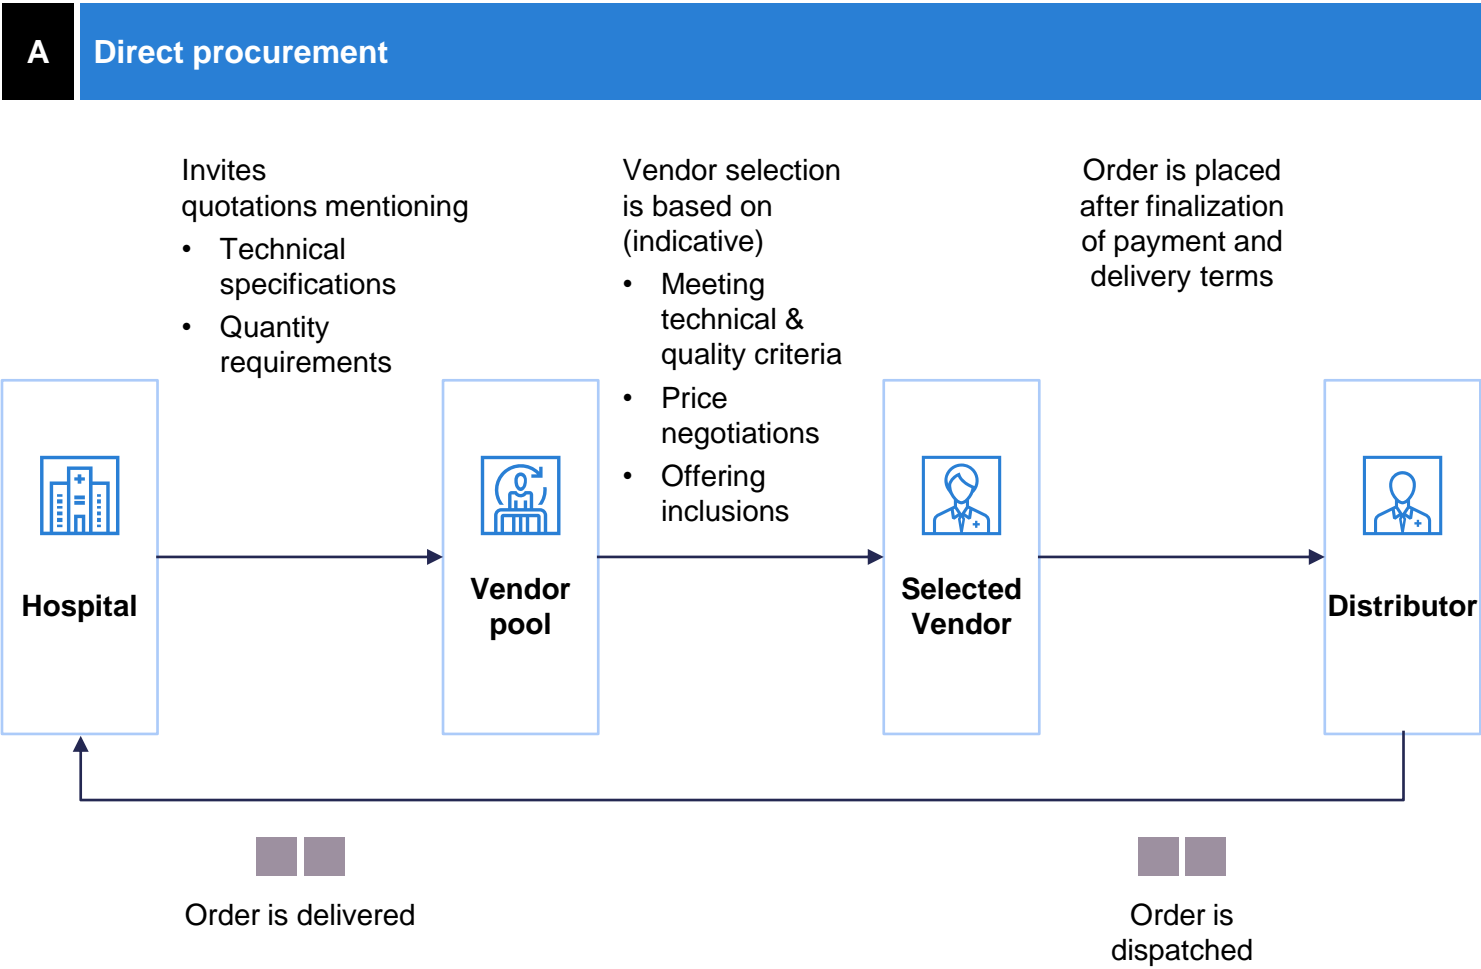 A
Direct procurement
Invites
quotations mentioning
• Technical
specifications
• Quantity
requirements
Vendor selection
is based on
(indicative)
• Meeting
technical &
quality criteria
• Price
negotiations
• Offering
inclusions
Order is placed
after finalization
of payment and
delivery terms
Hospital
Vendor
pool
Selected
Vendor
Distributor
Order is delivered
Order is
dispatched